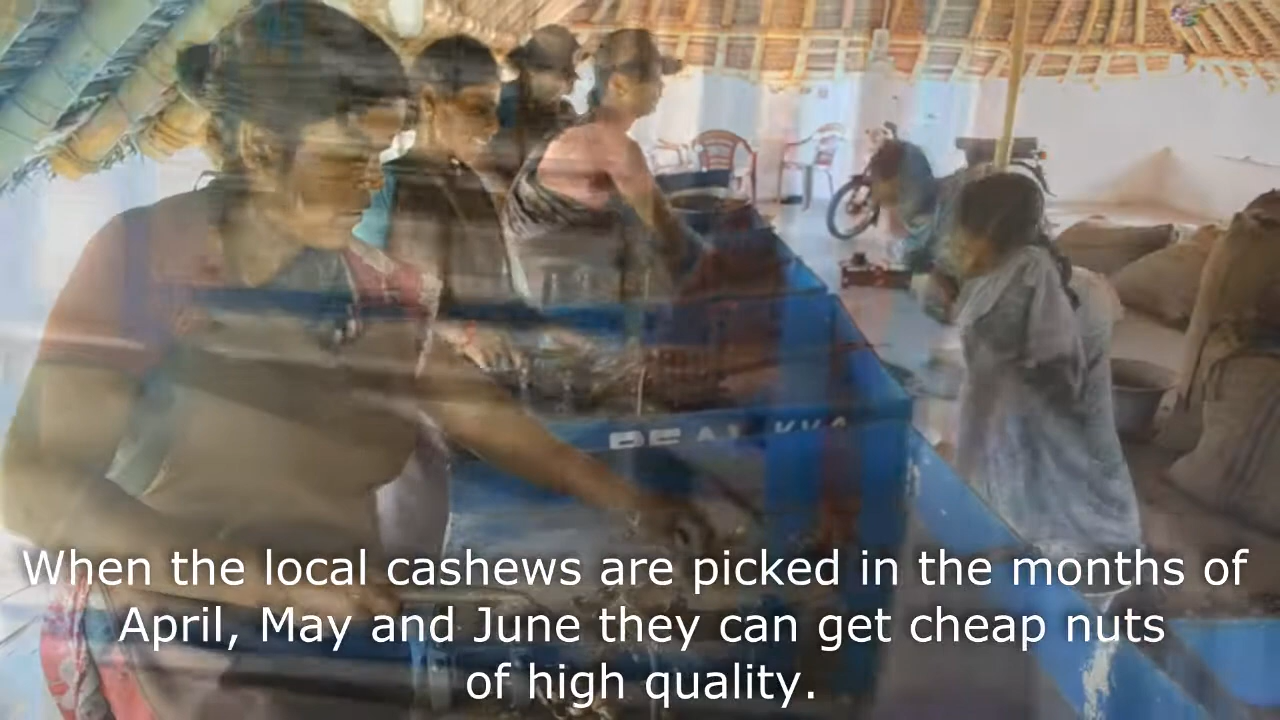 When the local cashews are picked in the months of
April, May and June they can get cheap nuts
of high quality.